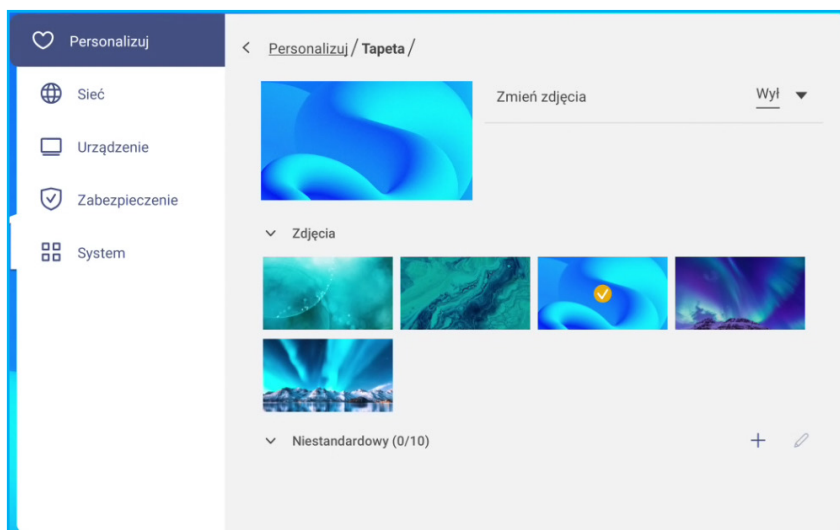 Personalizuj
Sieć
Urządzenie
Zabezpieczenie
System
Personalizuj / Tapeta /
Zmień zdjęcia Wył
Zdjęcia
Niestandardowy (0/10)